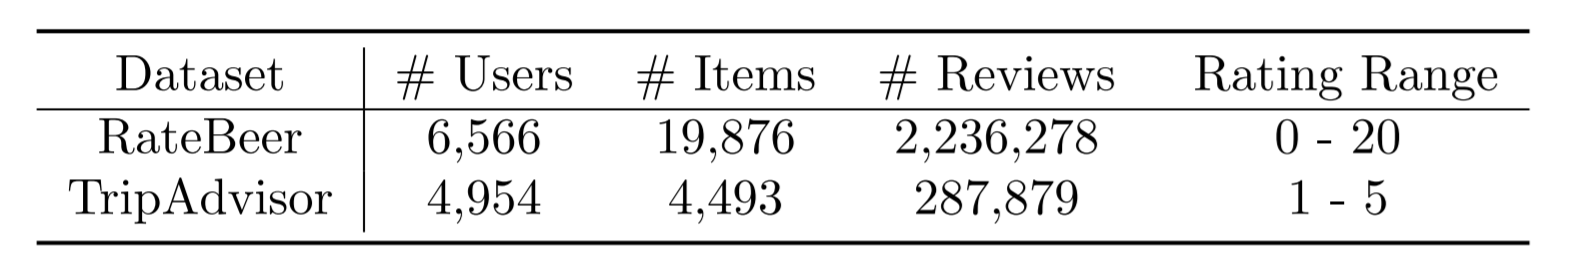 Dataset # Users # Items # Reviews Rating Range
RateBeer 6,566 19,876 2,236,278 0 - 20
TripAdvisor 4,954 4,493 287,879 1 - 5